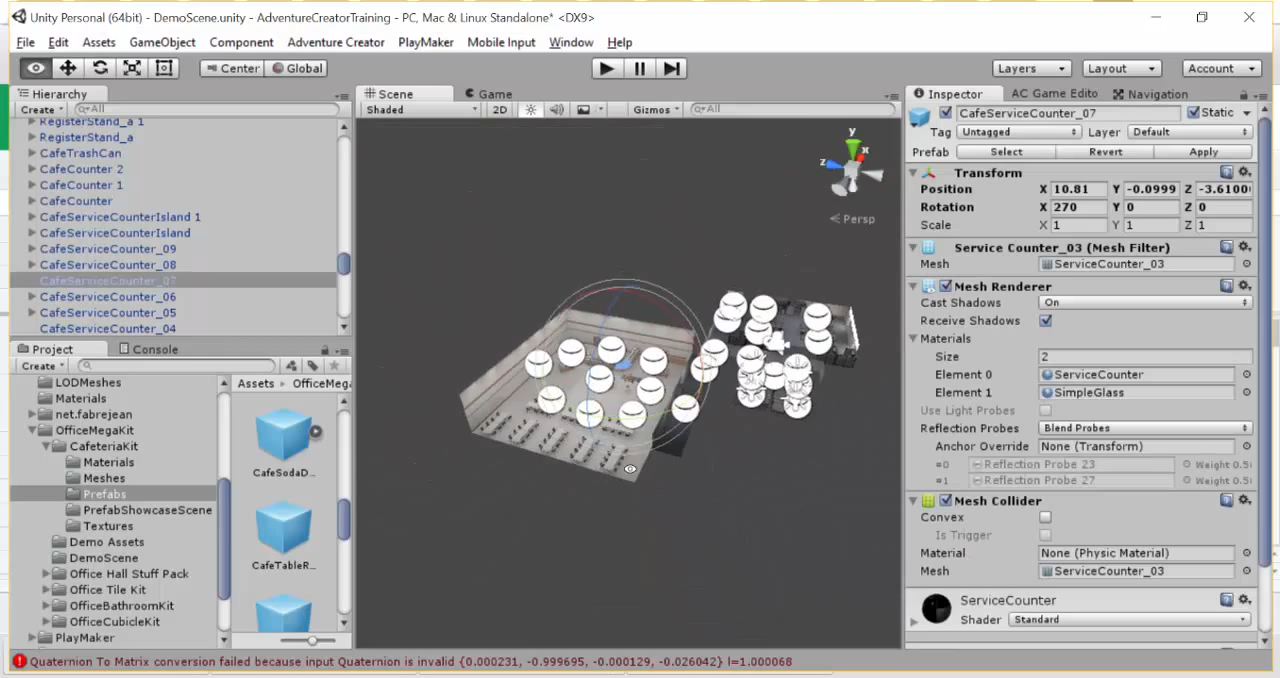 Unity Personal (64bit) - DemoScene.unity - AdventureCreatorTraining - PC, Mac & Linux Standalone* <DX9>
File Edit Assets GameObject Component Adventure Creator PlayMaker Mobile Input Window Help
Center Global Layers Layout Account
Hierarchy
Create All
RegisterStand_a 1
RegisterStand_a
CafeTrashCan
CafeCounter 2
CafeCounter 1
CafeCounter
CafeServiceCounterIsland 1
CafeServiceCounterIsland
CafeServiceCounter_09
CafeServiceCounter_08
CafeServiceCounter_07
CafeServiceCounter_06
CafeServiceCounter_05
CafeServiceCounter_04
Project Console
Create
LODMeshes
Materials
net.fabrejean
OfficeMegaKit
CafeteriaKit
Materials
Meshes
Prefabs
PrefabShowcaseScene
Textures
Demo Assets
DemoScene
Office Hall Stuff Pack
Office Tile Kit
OfficeBathroomKit
OfficeCubicleKit
PlayMaker
Assets OfficeMega
CafeSodaD...
CafeTableR...
Scene Game
Shaded 2D Gizmos All
y
x
z
Persp
Inspector AC Game Edito Navigation
CafeServiceCounter_07 Static
Tag Untagged Layer Default
Prefab Select Revert Apply
Transform
Position X 10.81 Y -0.0999 Z -3.6100
Rotation X 270 Y 0 Z 0
Scale X 1 Y 1 Z 1
Service Counter_03 (Mesh Filter)
Mesh ServiceCounter_03
Mesh Renderer
Cast Shadows On
Receive Shadows
Materials
Size 2
Element 0 ServiceCounter
Element 1 SimpleGlass
Use Light Probes
Reflection Probes Blend Probes
Anchor Override None (Transform)
#0 Reflection Probe 23 Weight 0.5
#1 Reflection Probe 27 Weight 0.5
Mesh Collider
Convex
Is Trigger
Material None (Physic Material)
Mesh ServiceCounter_03
ServiceCounter
Shader Standard
Quaternion To Matrix conversion failed because input Quaternion is invalid {0.000231, -0.999695, -0.000129, -0.026042} l=1.000068